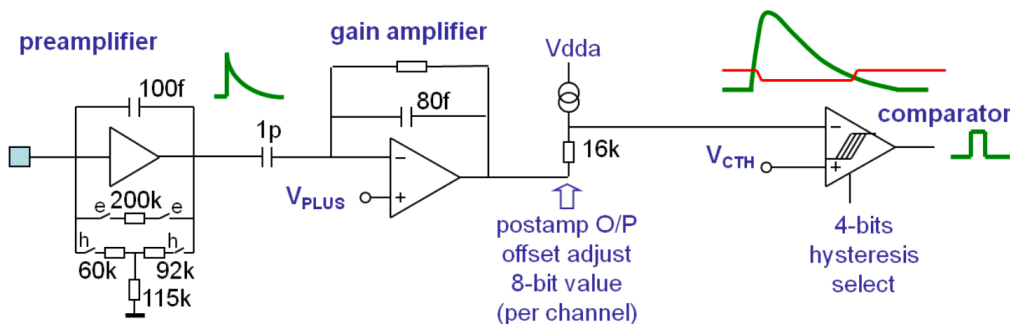 preamplifier
gain amplifier
Vdda
100f
80f
1p
16k
comparator
VCTH
VPLUS
e
200k
e
h
h
60k
92k
115k
postamp O/P
offset adjust
8-bit value
(per channel)
4-bits
hysteresis
select